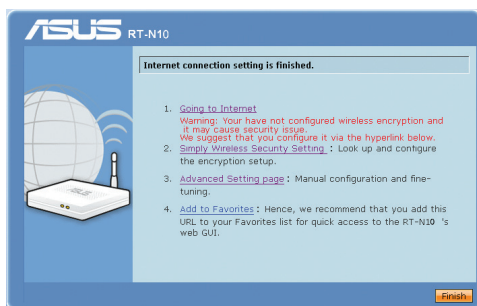 ASUS RT-N10
Internet connection setting is finished.
1. Going to Internet
Warning: Your have not configured wireless encryption and
it may cause security issue.
We suggest that you configure it via the hyperlink below.
2. Simply Wireless Security Setting : Look up and configure
the encryption setup.
3. Advanced Setting page : Manual configuration and fine-
tuning.
4. Add to Favorites : Hence, we recommend that you add this
URL to your Favorites list for quick access to the RT-N10 's
web GUI.
Finish